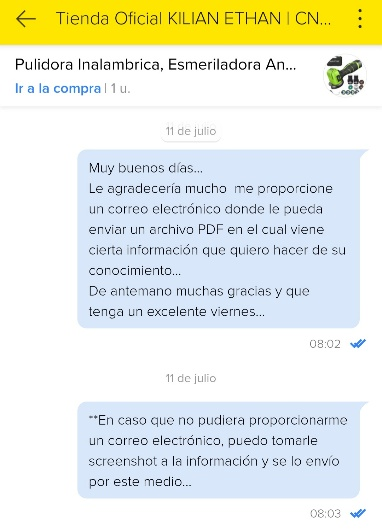 Tienda Oficial KILIAN ETHAN | CN...
Pulidora Inalambrica, Esmeriladora An...
Ir a la compra | 1 u.
11 de julio
Muy buenos días...
Le agradecería mucho me proporcione
un correo electrónico donde le pueda
enviar un archivo PDF en el cual viene
cierta información que quiero hacer de su
conocimiento...
De antemano muchas gracias y que
tenga un excelente viernes...
08:02
11 de julio
**En caso que no pudiera proporcionarme
un correo electrónico, puedo tomarle
screenshot a la información y se lo envío
por este medio...
08:03